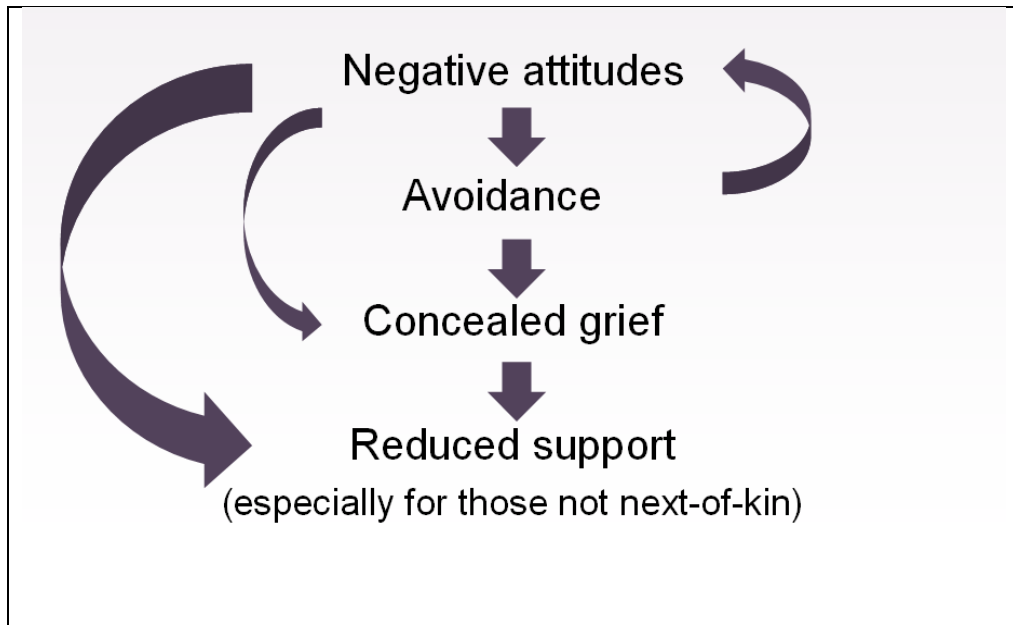 Negative attitudes
Avoidance
Concealed grief
Reduced support
(especially for those not next-of-kin)